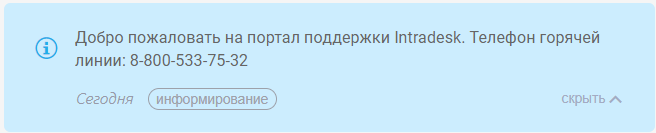 Добро пожаловать на портал поддержки Intradesk. Телефон горячей
линии: 8-800-533-75-32
Сегодня информирование скрыть